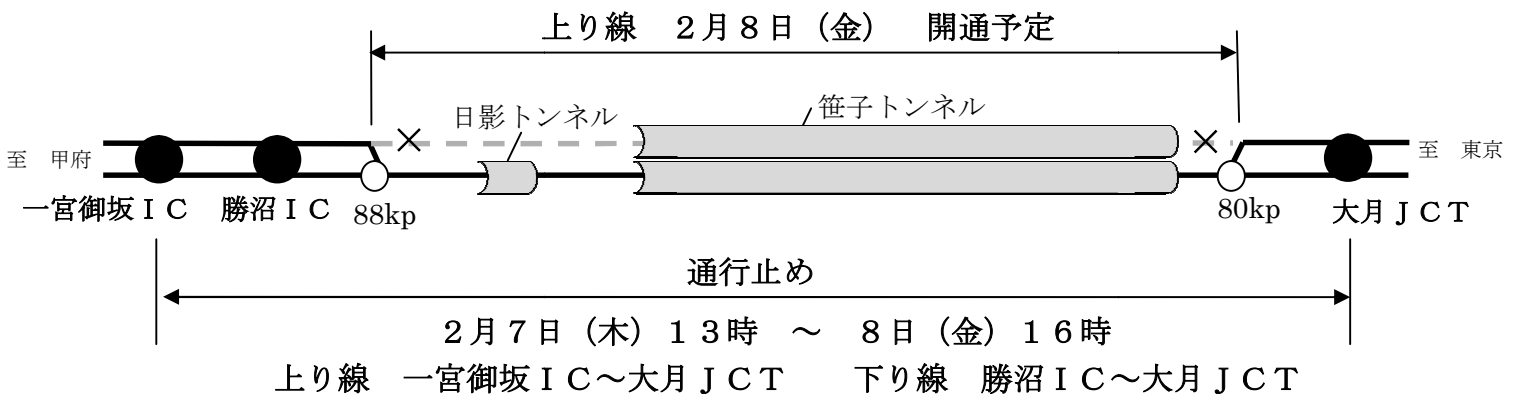 上り線　２月８日（金）　開通予定
日影トンネル
笹子トンネル
至　甲府
至　東京
一宮御坂ＩＣ
勝沼ＩＣ
88kp
80kp
大月ＪＣＴ
通行止め
２月７日（木）１３時　～　８日（金）１６時
上り線　一宮御坂ＩＣ～大月ＪＣＴ　　下り線　勝沼ＩＣ～大月ＪＣＴ